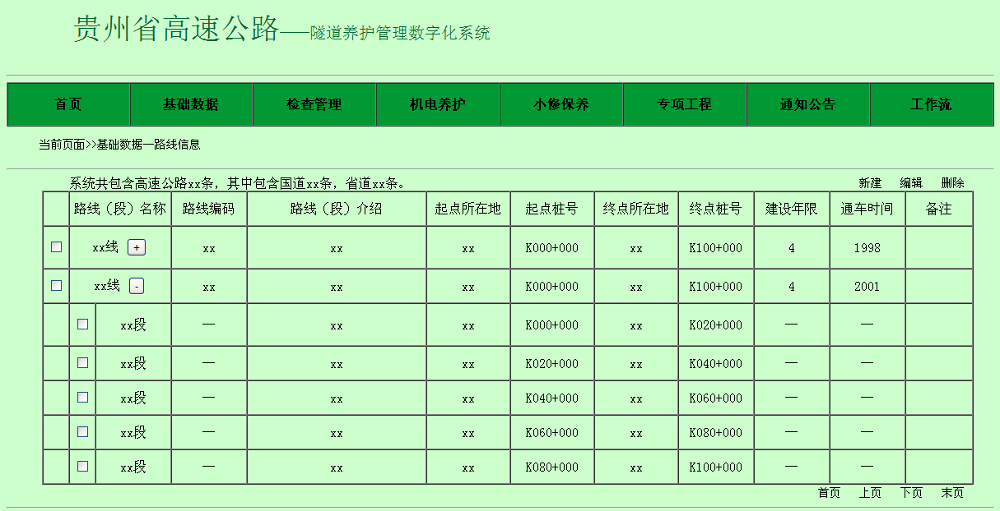 贵州省高速公路——隧道养护管理数字化系统
首页 基础数据 检查管理 机电养护 小修保养 专项工程 通知公告 工作流
当前页面>>基础数据—路线信息
系统共包含高速公路xx条，其中包含国道xx条，省道xx条。 新建 编辑 删除
路线（段）名称 路线编码 路线（段）介绍 起点所在地 起点桩号 终点所在地 终点桩号 建设年限 通车时间 备注
xx线 + xx xx xx K000+000 xx K100+000 4 1998
xx线 - xx xx xx K000+000 xx K100+000 4 2001
xx段 — xx xx K000+000 xx K020+000 — —
xx段 — xx xx K020+000 xx K040+000 — —
xx段 — xx xx K040+000 xx K060+000 — —
xx段 — xx xx K060+000 xx K080+000 — —
xx段 — xx xx K080+000 xx K100+000 — —
首页 上页 下页 末页